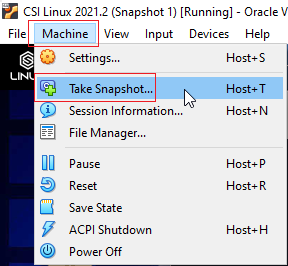 CSI Linux 2021.2 (Snapshot 1) [Running] - Oracle V
File Machine View Input Devices Help
Settings... Host+S
Take Snapshot... Host+T
Session Information... Host+N
File Manager...
Pause Host+P
Reset Host+R
Save State
ACPI Shutdown Host+H
Power Off
LINU